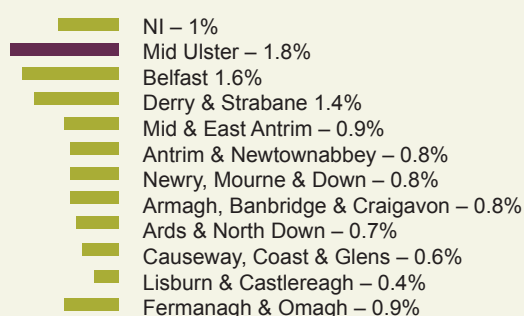 NI – 1%
Mid Ulster – 1.8%
Belfast 1.6%
Derry & Strabane 1.4%
Mid & East Antrim – 0.9%
Antrim & Newtownabbey – 0.8%
Newry, Mourne & Down – 0.8%
Armagh, Banbridge & Craigavon – 0.8%
Ards & North Down – 0.7%
Causeway, Coast & Glens – 0.6%
Lisburn & Castlereagh – 0.4%
Fermanagh & Omagh – 0.9%